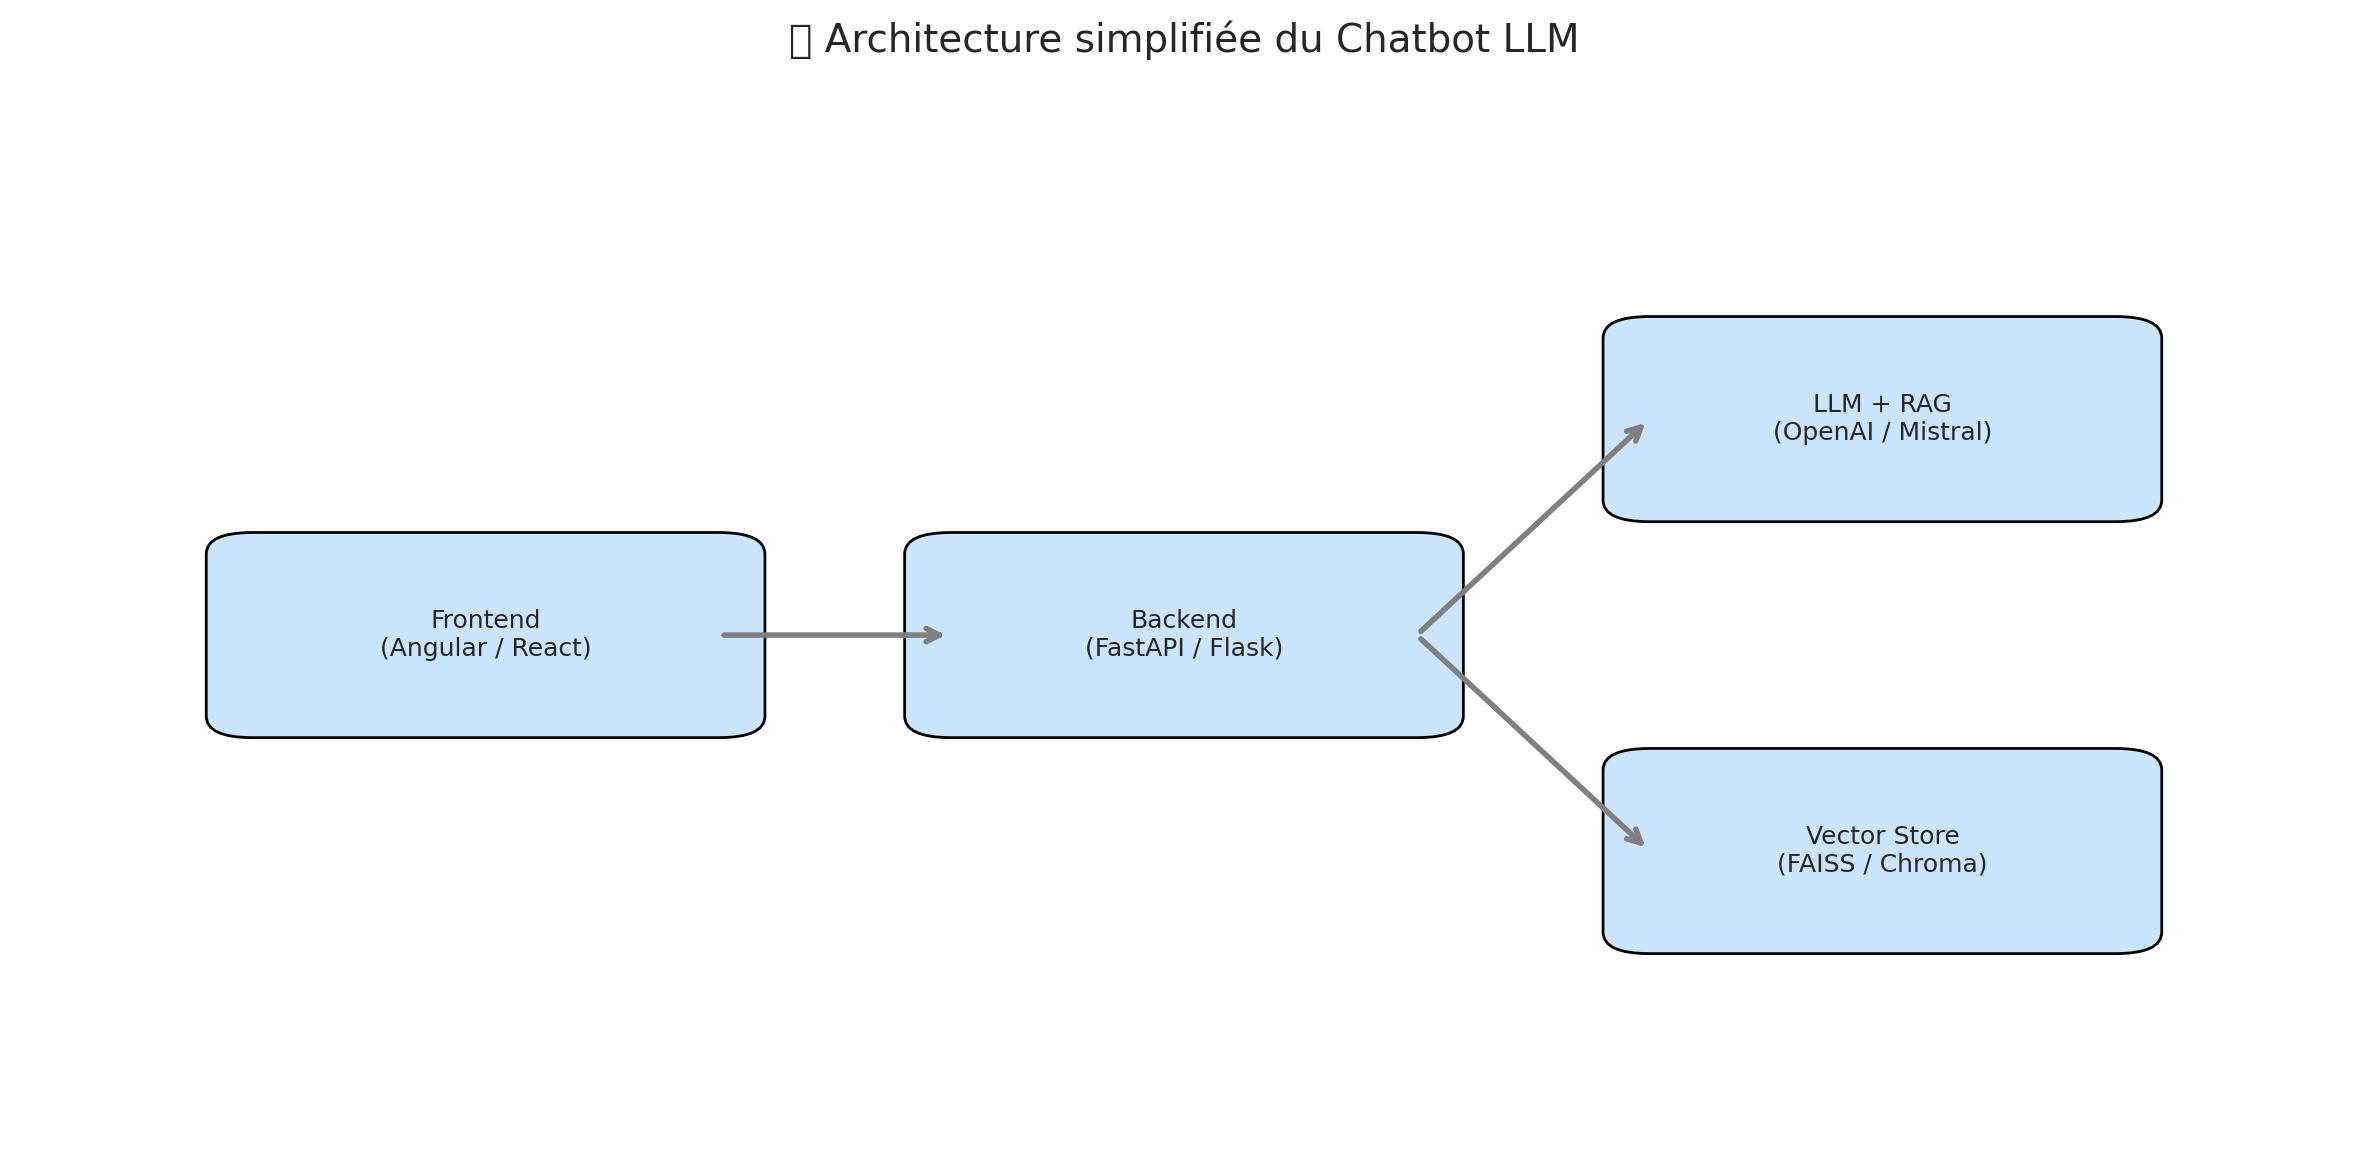 Architecture simplifiée du Chatbot LLM
Frontend
(Angular / React)
Backend
(FastAPI / Flask)
LLM + RAG
(OpenAI / Mistral)
Vector Store
(FAISS / Chroma)